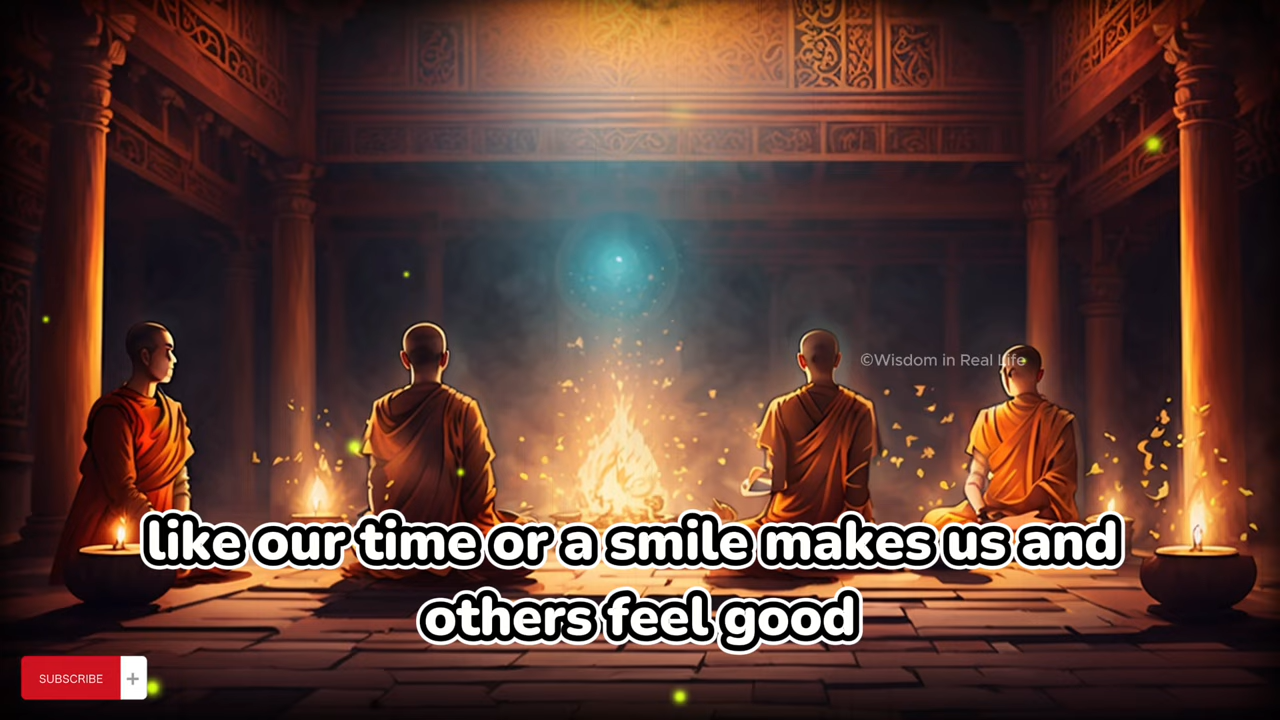 ©Wisdom in Real Life
like our time or a smile makes us and
others feel good
SUBSCRIBE +